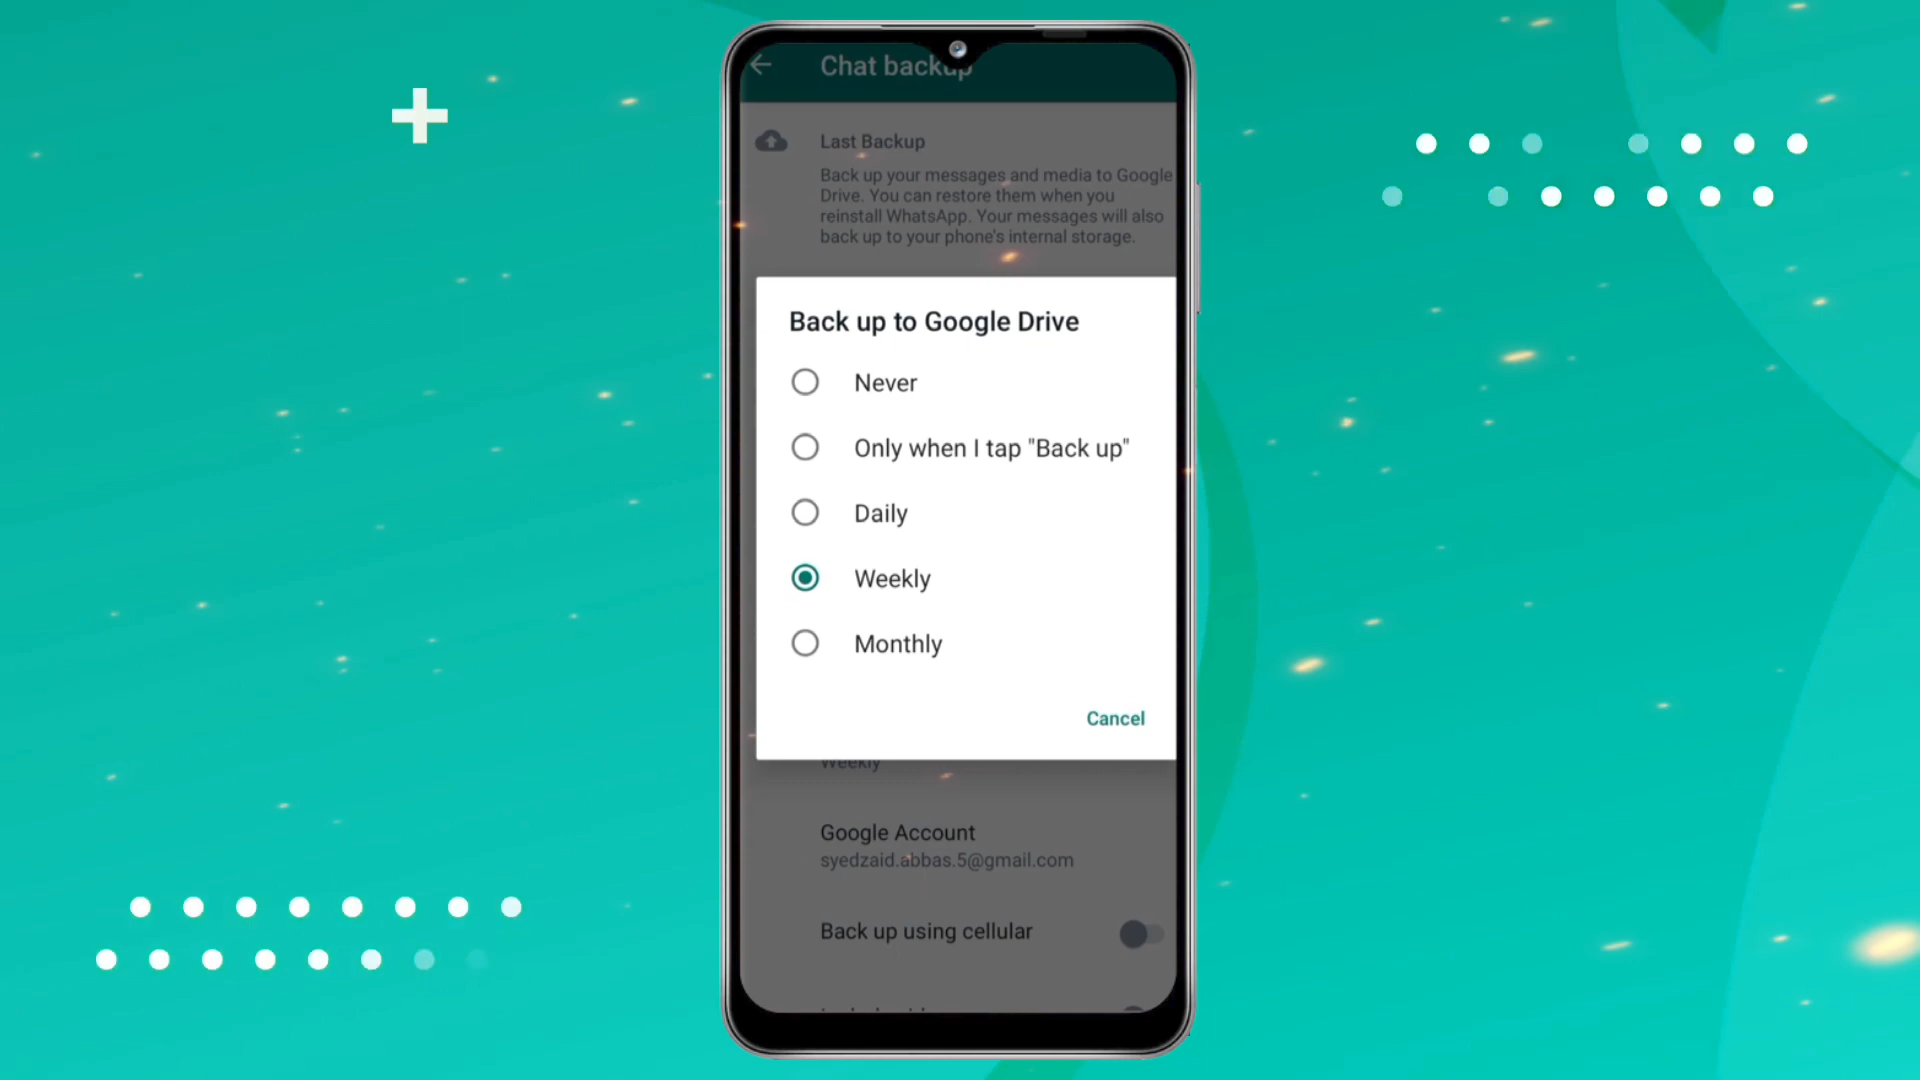 Chat backup
Last Backup
Back up your messages and media to Google
Drive. You can restore them when you
reinstall WhatsApp. Your messages will also
back up to your phone's internal storage.
Back up to Google Drive
Never
Only when I tap "Back up"
Daily
Weekly
Monthly
Cancel
Weekly
Google Account
syedzaid.abbas.5@gmail.com
Back up using cellular